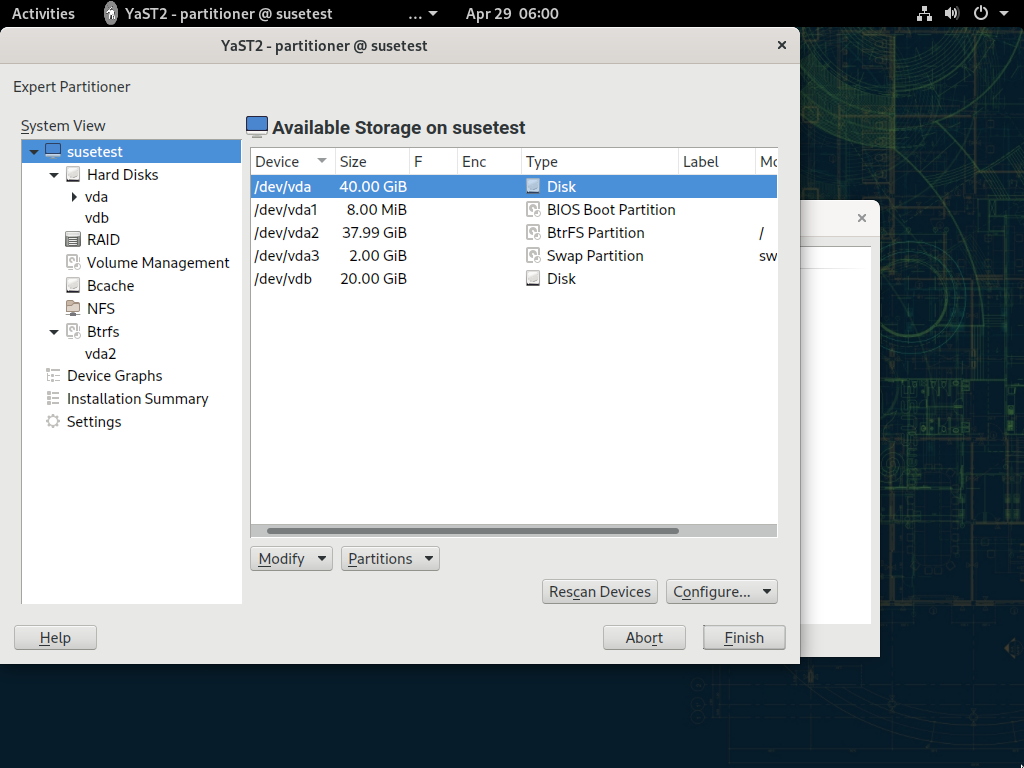 Activities YaST2 - partitioner @ susetest ... Apr 29 06:00
YaST2 - partitioner @ susetest
Expert Partitioner
System View
susetest
Hard Disks
vda
vdb
RAID
Volume Management
Bcache
NFS
Btrfs
vda2
Device Graphs
Installation Summary
Settings
Available Storage on susetest
Device Size F Enc Type Label Mo
/dev/vda 40.00 GiB Disk
/dev/vda1 8.00 MiB BIOS Boot Partition
/dev/vda2 37.99 GiB BtrFS Partition /
/dev/vda3 2.00 GiB Swap Partition sw
/dev/vdb 20.00 GiB Disk
Modify Partitions
Rescan Devices Configure...
Help Abort Finish